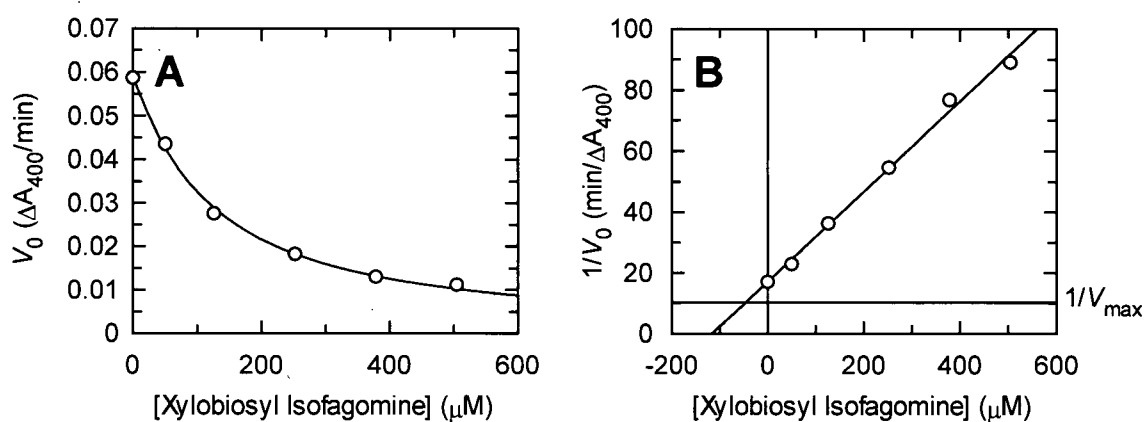 A
V₀ (ΔA₄₀₀/min)
0.07
0.06
0.05
0.04
0.03
0.02
0.01
0
0 200 400 600
[Xylobiosyl Isofagomine] (μM)
B
1/V₀ (min/ΔA₄₀₀)
100
80
60
40
20
0
1/Vmax
-200 0 200 400 600
[Xylobiosyl Isofagomine] (μM)